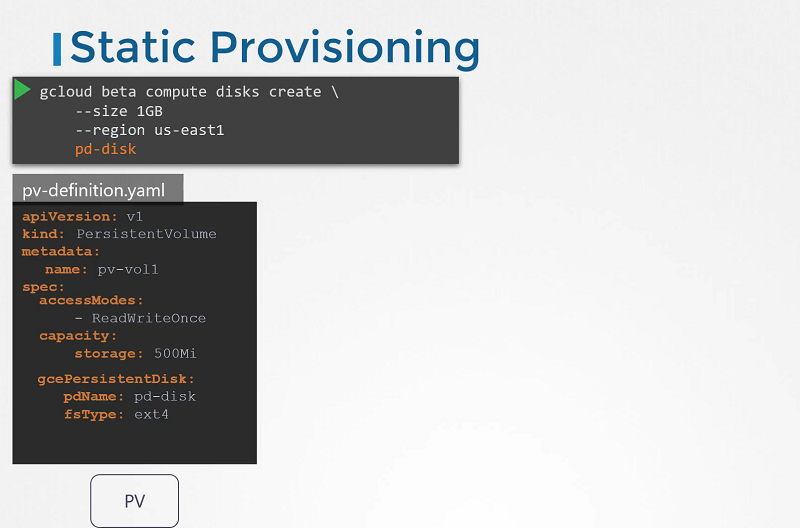 Static Provisioning
gcloud beta compute disks create \
--size 1GB
--region us-east1
pd-disk
pv-definition.yaml
apiVersion: v1
kind: PersistentVolume
metadata:
name: pv-vol1
spec:
accessModes:
- ReadWriteOnce
capacity:
storage: 500Mi
gcePersistentDisk:
pdName: pd-disk
fsType: ext4
PV